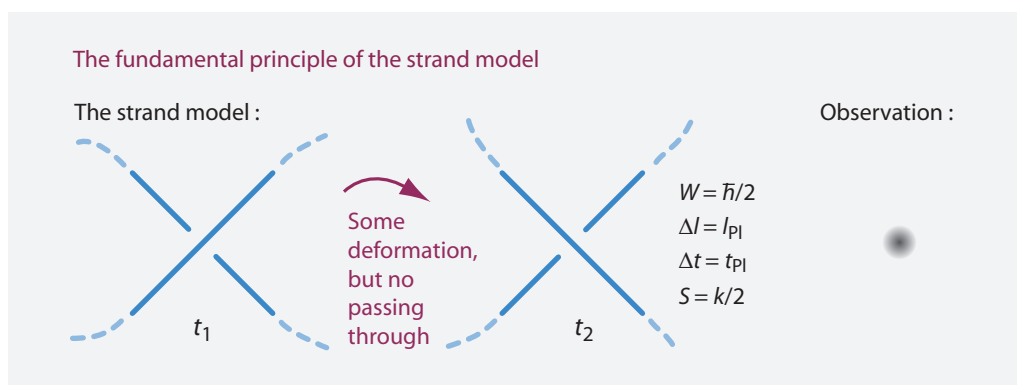 The fundamental principle of the strand model
The strand model :
Observation :
t1
Some
deformation,
but no
passing
through
t2
W = ħ/2
Δl = lPl
Δt = tPl
S = k/2